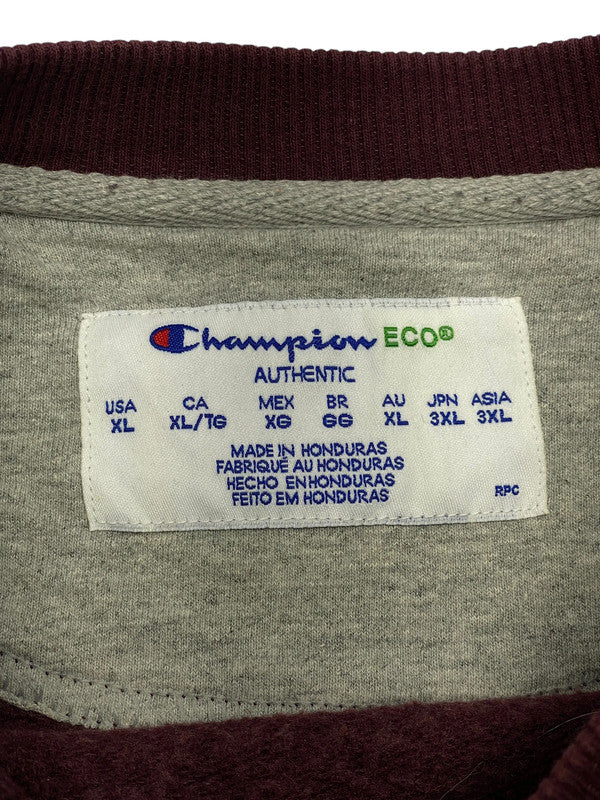 Champion ECO®
AUTHENTIC
USA CA MEX BR AU JPN ASIA
XL XL/TG XG GG XL 3XL 3XL
MADE IN HONDURAS
FABRIQUÉ AU HONDURAS
HECHO EN HONDURAS
FEITO EM HONDURAS
RPC